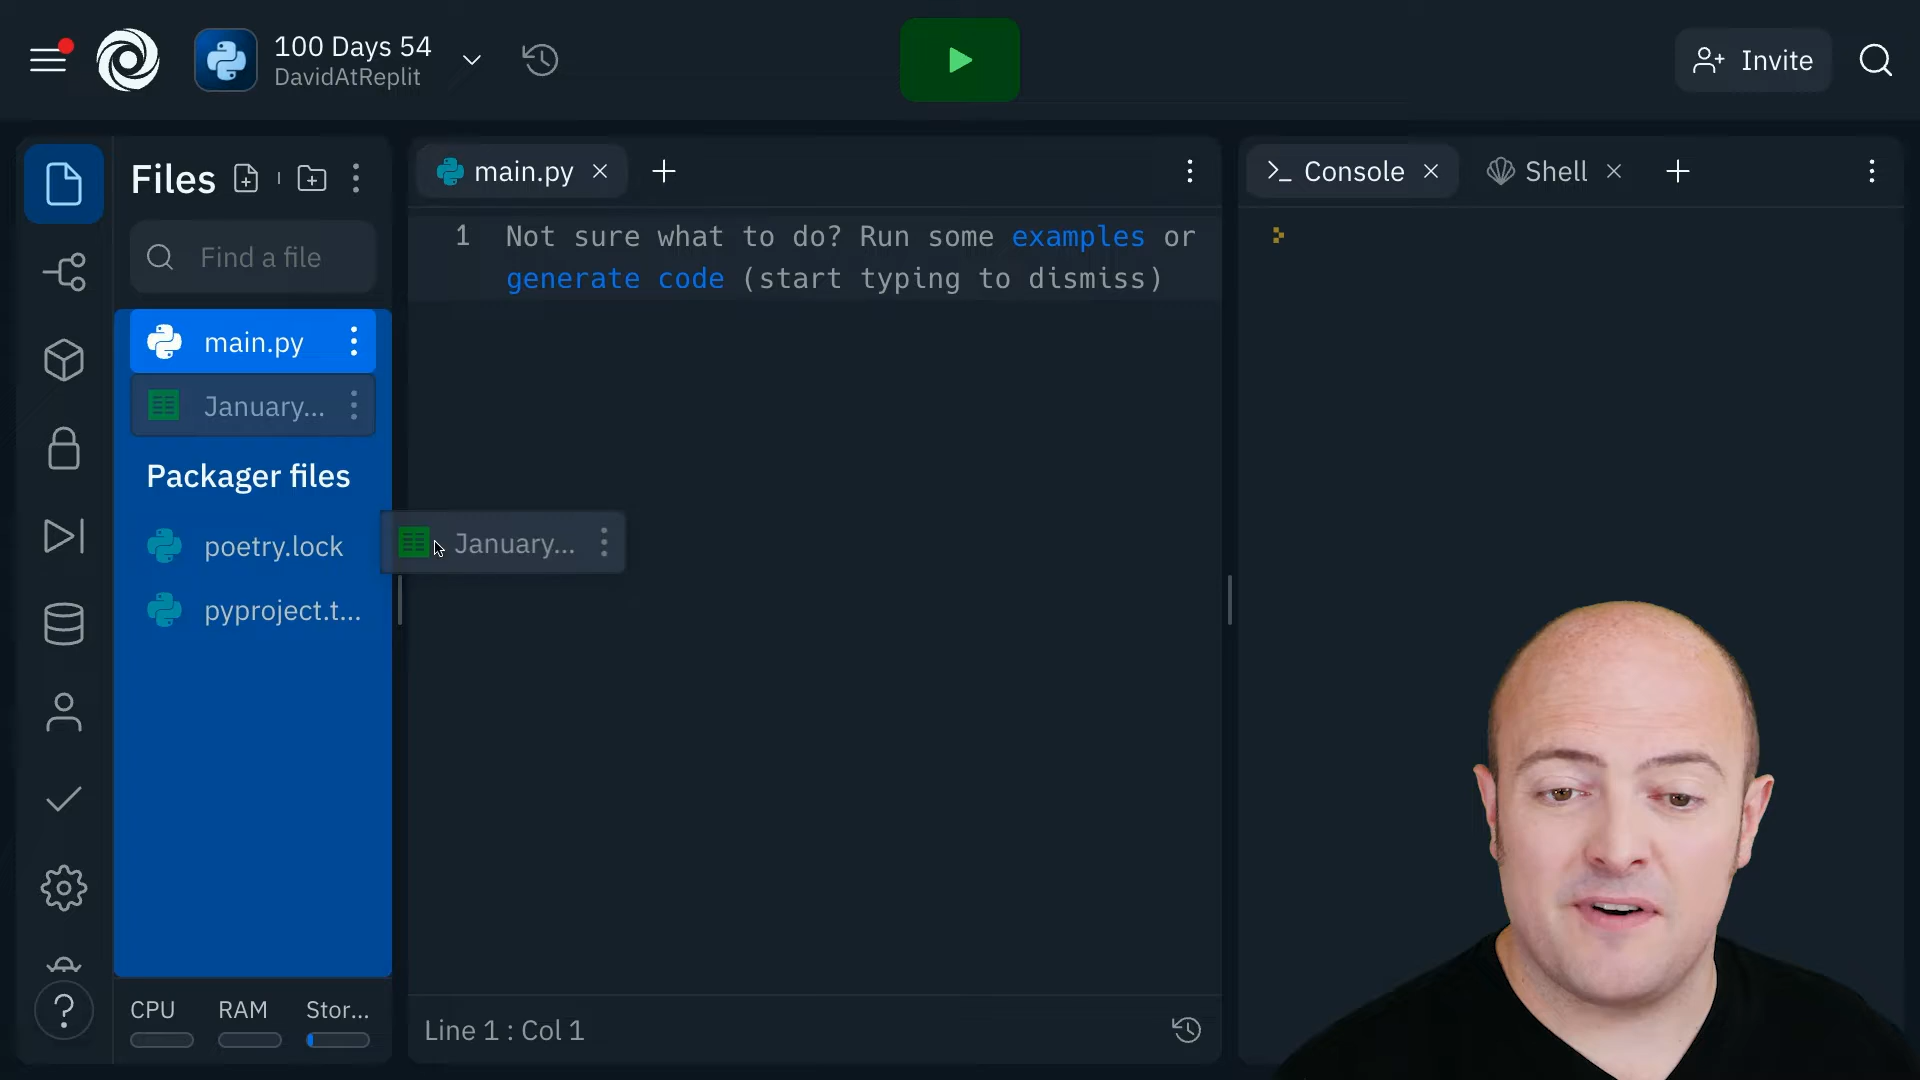 100 Days 54
DavidAtReplit
Invite
Files
main.py
Console
Shell
Find a file
1
Not sure what to do? Run some examples or
generate code (start typing to dismiss)
main.py
January...
Packager files
poetry.lock
January...
pyproject.t...
CPU
RAM
Stor...
?
Line 1 : Col 1